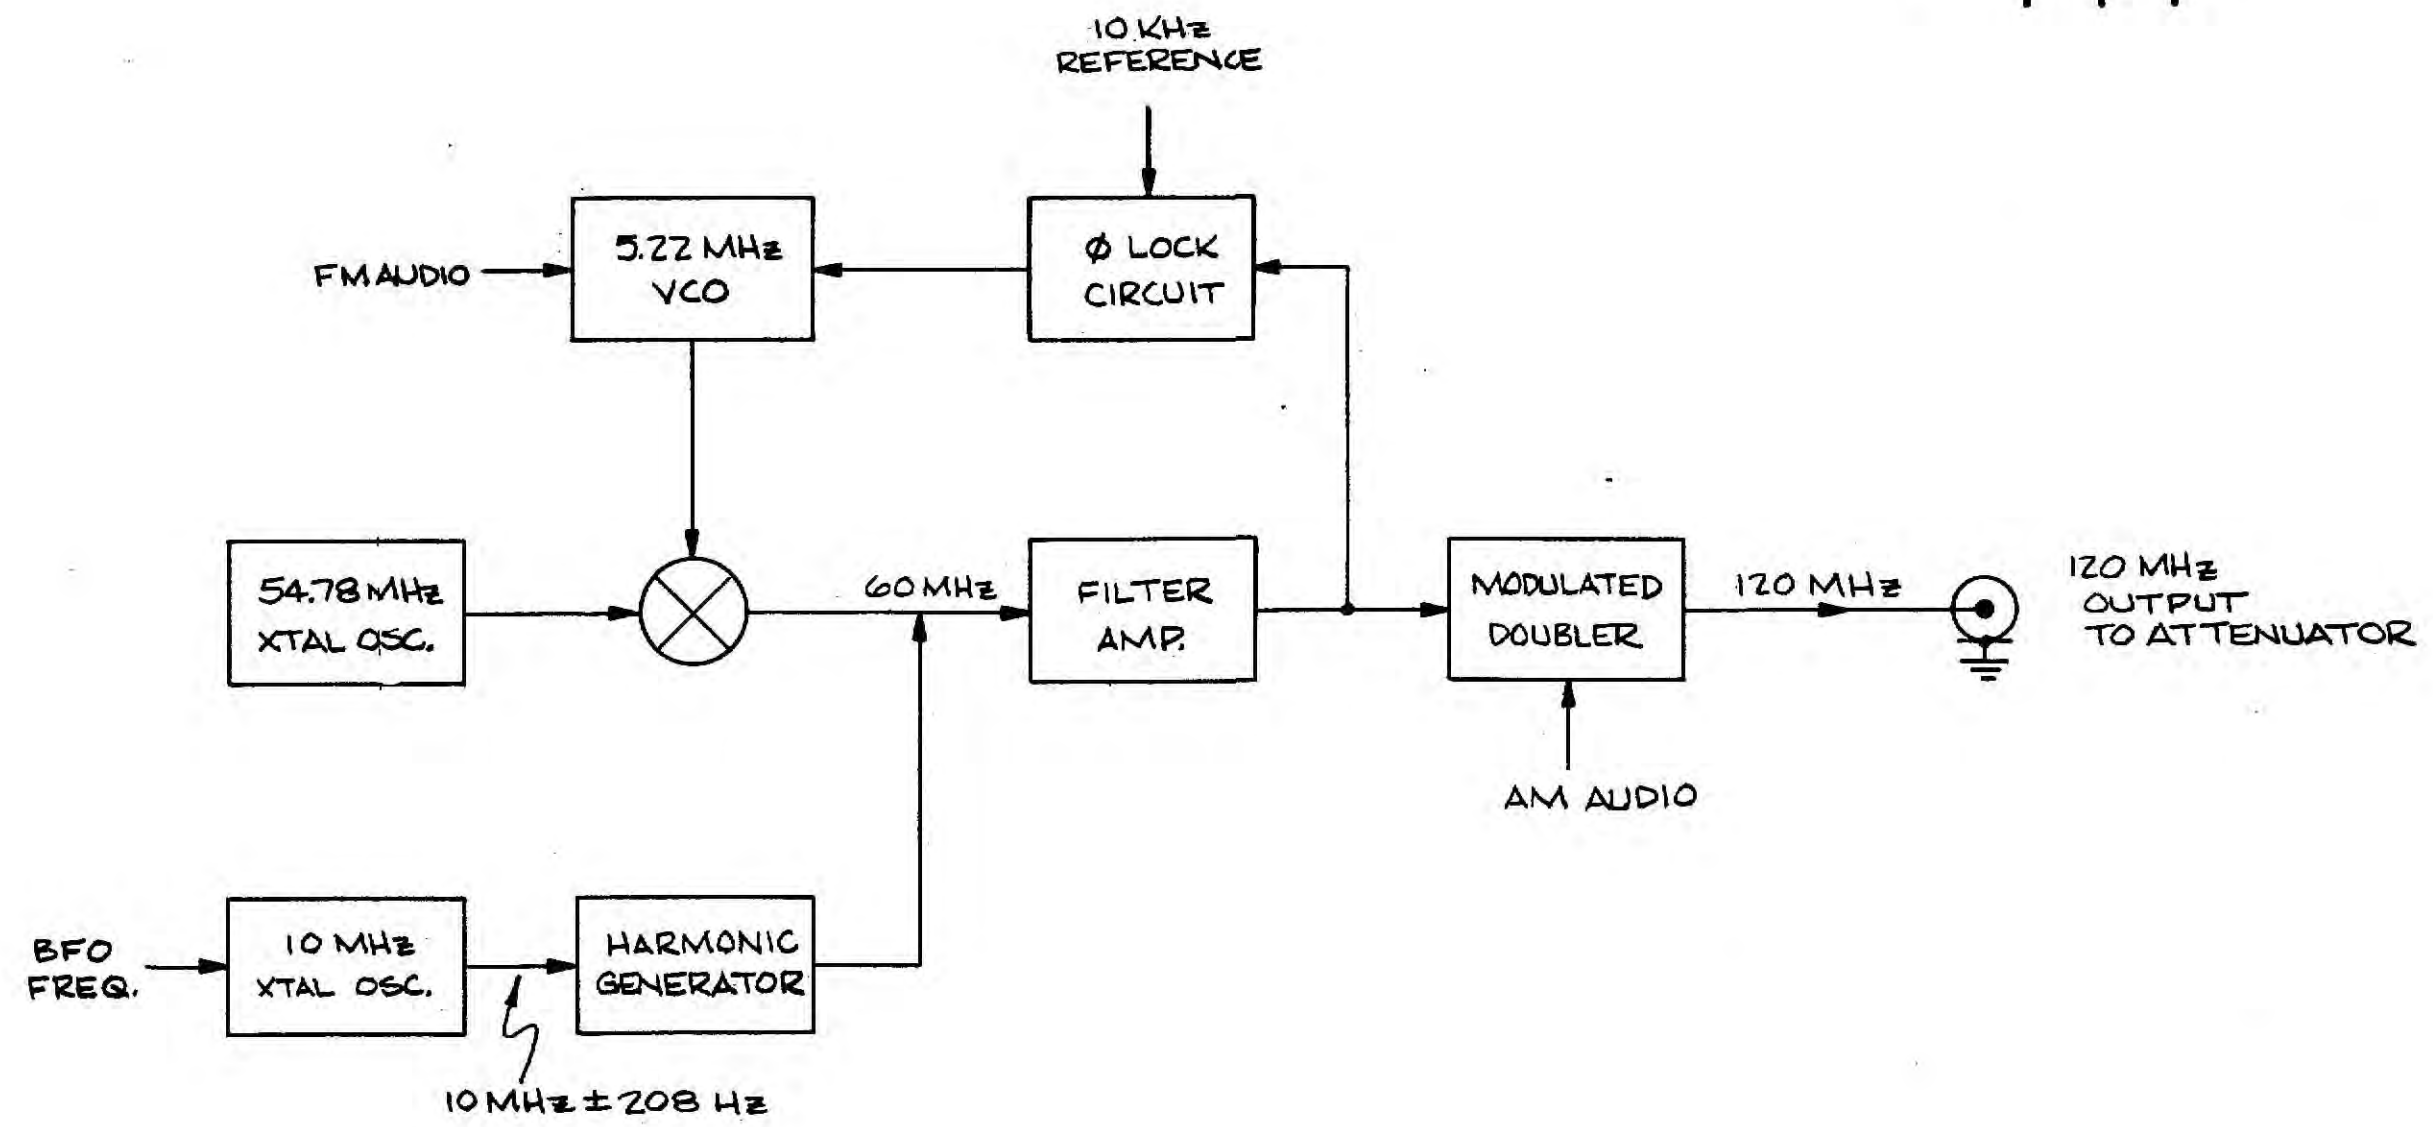 10 KHz
REFERENCE
5.22 MHz
VCO
Ø LOCK
CIRCUIT
FM AUDIO
54.78 MHz
XTAL OSC.
60 MHz
FILTER
AMP.
MODULATED
DOUBLER
120 MHz
120 MHz
OUTPUT
TO ATTENUATOR
AM AUDIO
BFO
FREQ.
10 MHz
XTAL OSC.
HARMONIC
GENERATOR
10 MHz ± 208 Hz